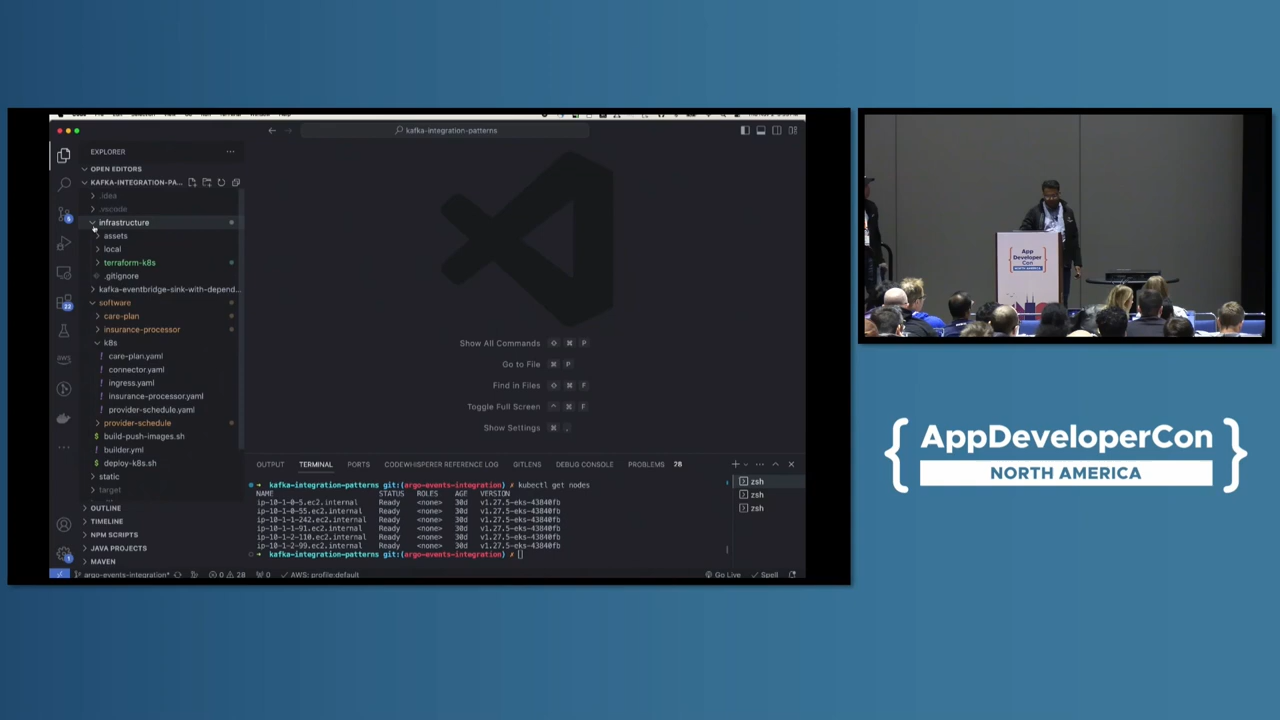 kafka-integration-patterns
EXPLORER
OPEN EDITORS
KAFKA-INTEGRATION-PA...
.idea
.vscode
infrastructure
assets
local
terraform-k8s
.gitignore
kafka-eventbridge-sink-with-depend...
software
care-plan
insurance-processor
k8s
! care-plan.yaml
! connector.yaml
! ingress.yaml
! insurance-processor.yaml
! provider-schedule.yaml
provider-schedule
$ build-push-images.sh
builder.yml
$ deploy-k8s.sh
static
target
OUTLINE
TIMELINE
NPM SCRIPTS
JAVA PROJECTS
MAVEN
Show All Commands ⇧ ⌘ P
Go to File ⌘ P
Find in Files ⇧ ⌘ F
Toggle Full Screen ⌃ ⌘ F
Show Settings ⌘ ,
OUTPUT TERMINAL PORTS CODEWHISPERER REFERENCE LOG GITLENS DEBUG CONSOLE PROBLEMS 28
kafka-integration-patterns git:(argo-events-integration) ✗ kubectl get nodes
NAME STATUS ROLES AGE VERSION
ip-10-1-0-5.ec2.internal Ready <none> 30d v1.27.5-eks-43840fb
ip-10-1-0-55.ec2.internal Ready <none> 30d v1.27.5-eks-43840fb
ip-10-1-1-242.ec2.internal Ready <none> 30d v1.27.5-eks-43840fb
ip-10-1-1-91.ec2.internal Ready <none> 30d v1.27.5-eks-43840fb
ip-10-1-2-110.ec2.internal Ready <none> 30d v1.27.5-eks-43840fb
ip-10-1-2-99.ec2.internal Ready <none> 30d v1.27.5-eks-43840fb
kafka-integration-patterns git:(argo-events-integration) ✗
zsh
zsh
zsh
argo-events-integration* 0 28 0 AWS: profile:default Go Live Spell
App
Developer
Con
NORTH AMERICA
{ AppDeveloperCon }
NORTH AMERICA